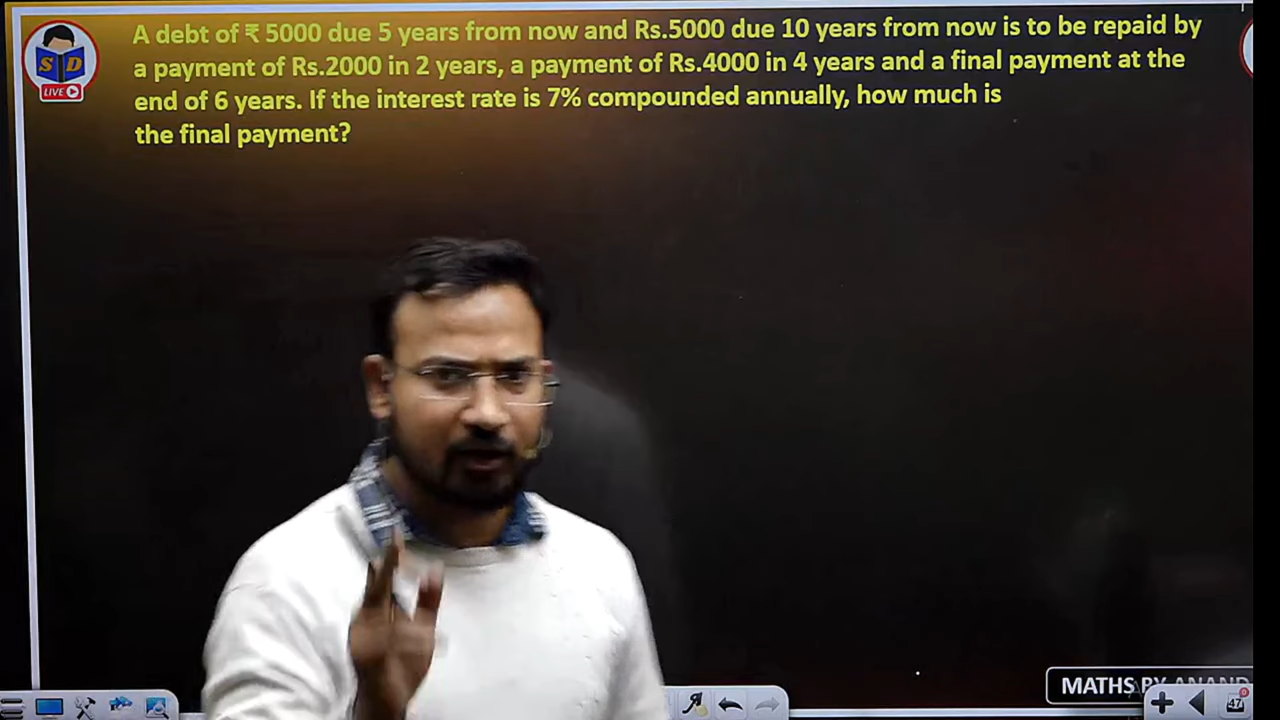 A debt of ₹ 5000 due 5 years from now and Rs.5000 due 10 years from now is to be repaid by
a payment of Rs.2000 in 2 years, a payment of Rs.4000 in 4 years and a final payment at the
end of 6 years. If the interest rate is 7% compounded annually, how much is
the final payment?
S D
LIVE
MATHS BY ANAND
47